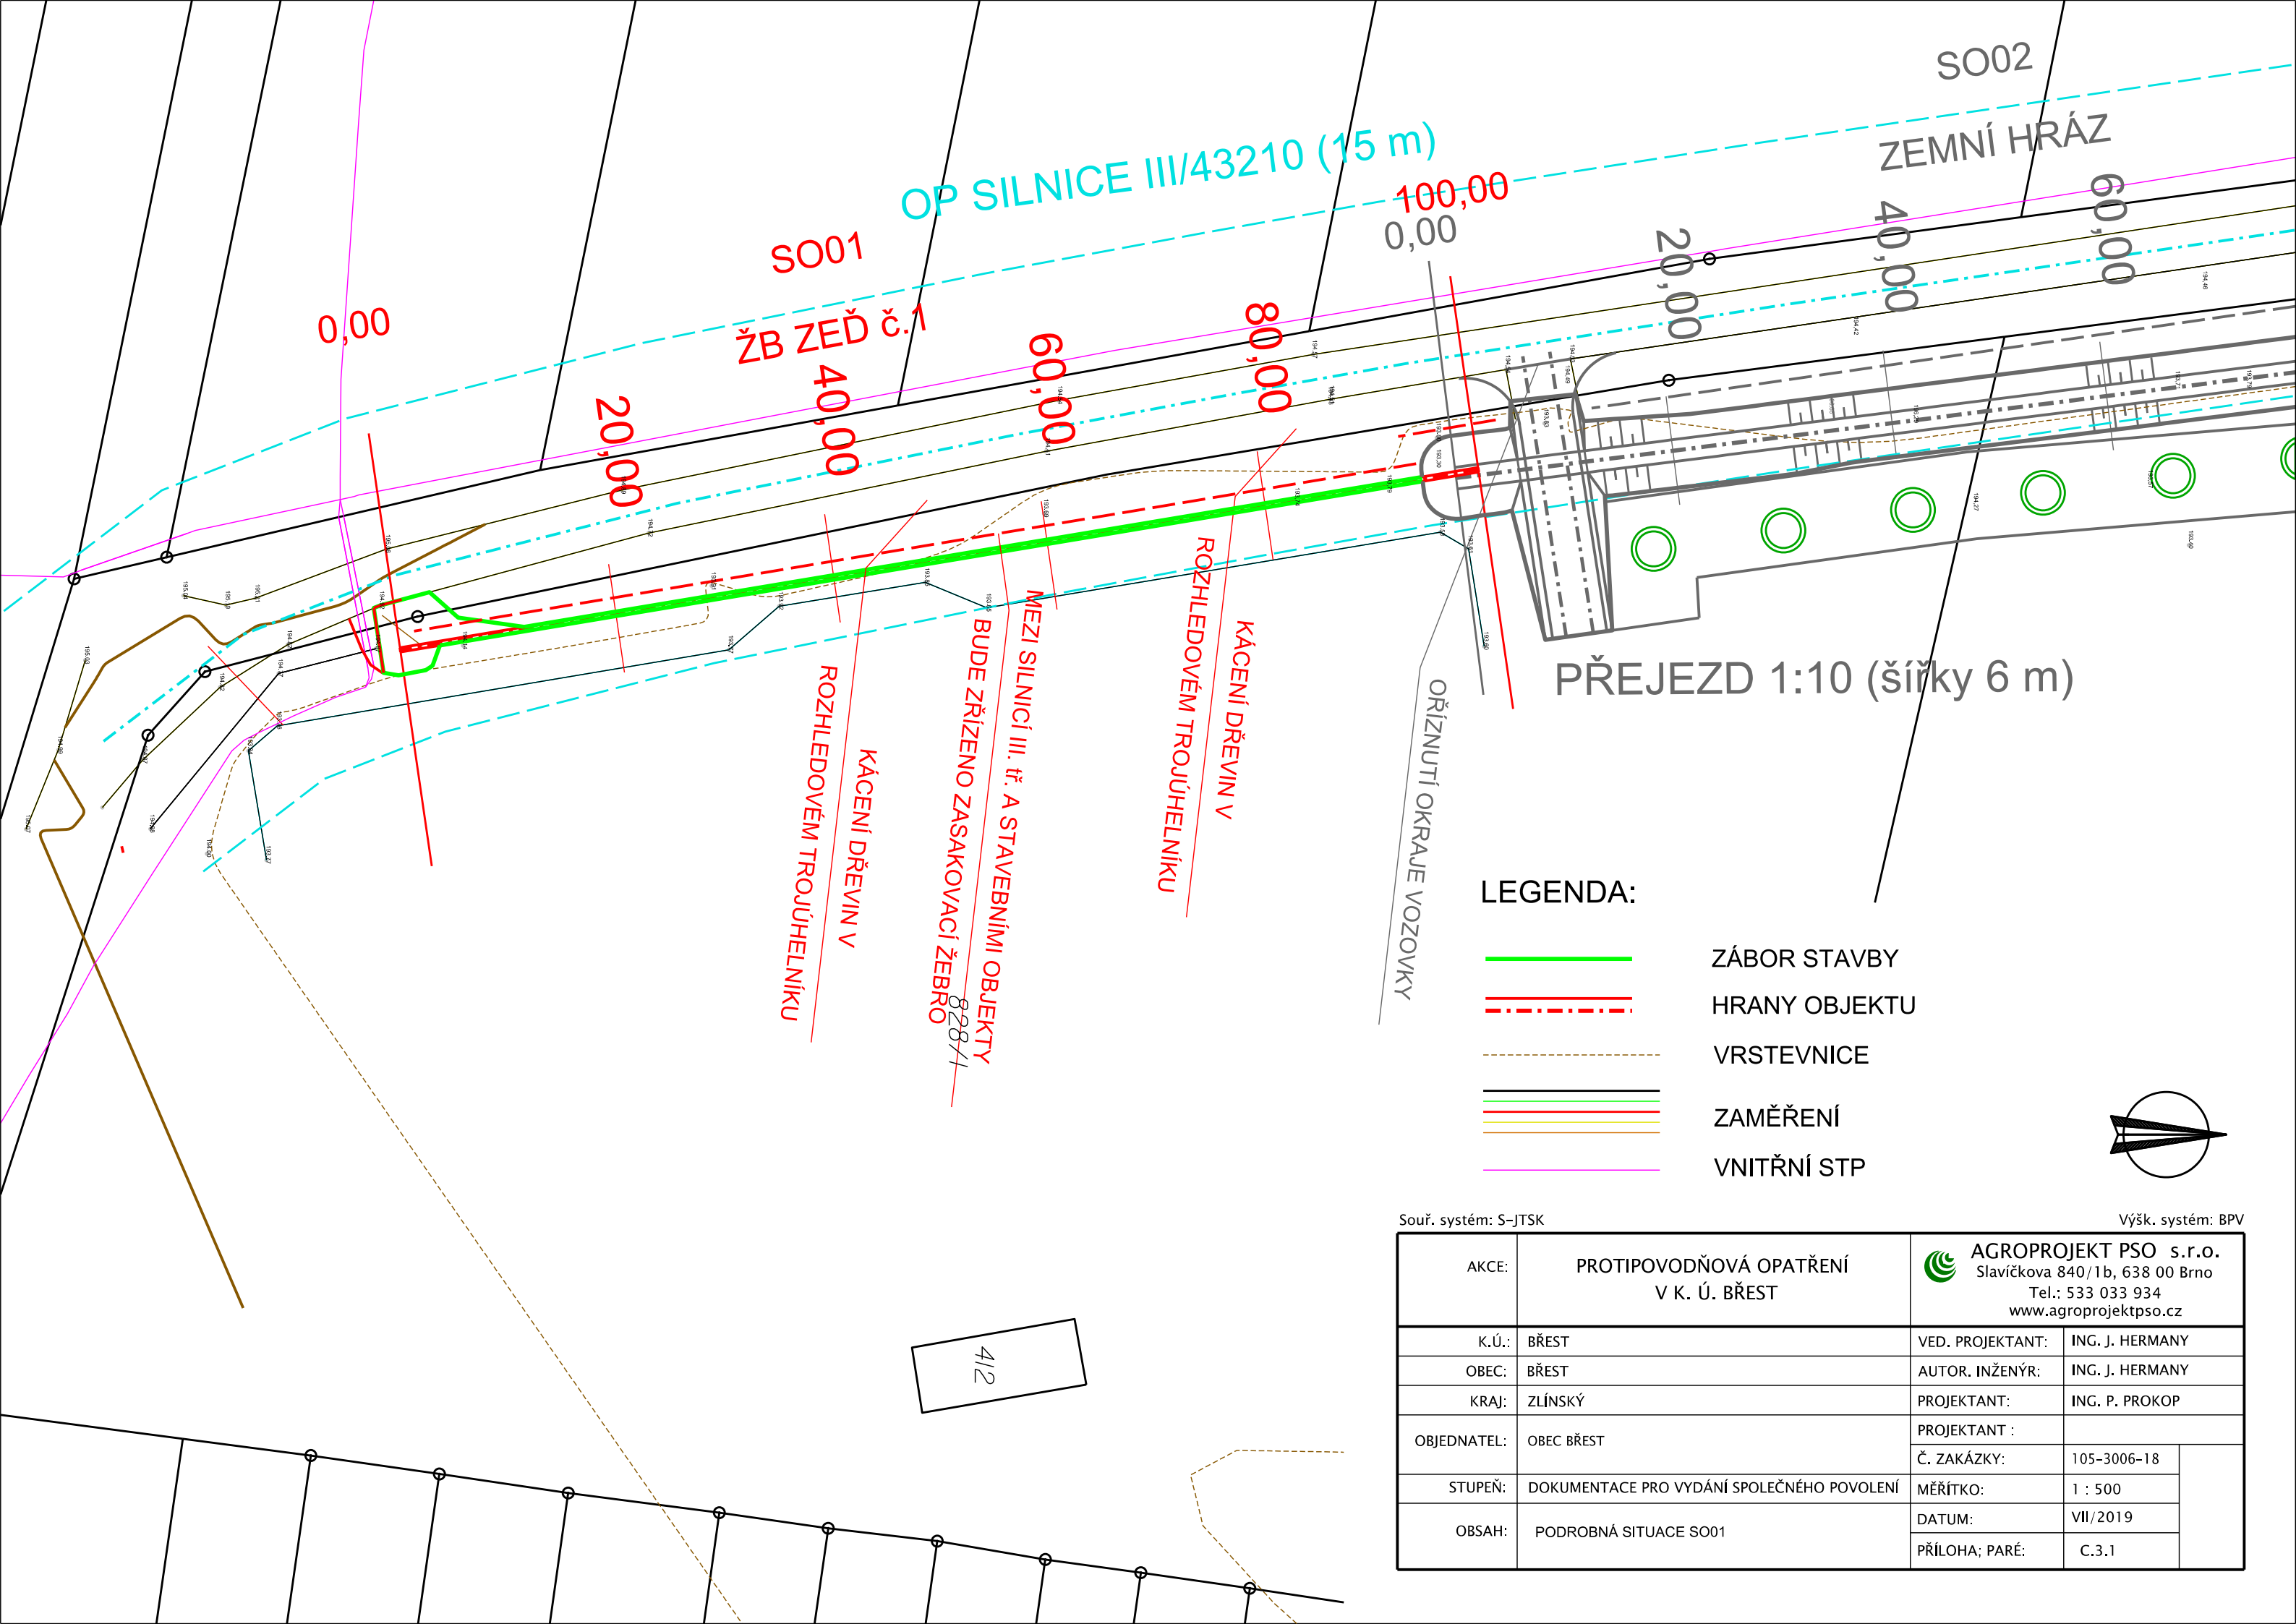 SO02
ZEMNÍ HRÁZ
OP SILNICE III/43210 (15 m)
SO01
ŽB ZEĎ č.1
0,00
20,00
40,00
60,00
80,00
100,00
0,00
20,00
40,00
60,00
PŘEJEZD 1:10 (šířky 6 m)
KÁCENÍ DŘEVIN V
ROZHLEDOVÉM TROJÚHELNÍKU
MEZI SILNICÍ III. tř. A STAVEBNÍMI OBJEKTY
BUDE ZŘÍZENO ZASAKOVACÍ ŽEBRO
828/1
KÁCENÍ DŘEVIN V
ROZHLEDOVÉM TROJÚHELNÍKU
OŘÍZNUTÍ OKRAJE VOZOVKY
4/2
LEGENDA:
ZÁBOR STAVBY
HRANY OBJEKTU
VRSTEVNICE
ZAMĚŘENÍ
VNITŘNÍ STP
Souř. systém: S-JTSK
Výšk. systém: BPV
AKCE:
PROTIPOVODŇOVÁ OPATŘENÍ
V K. Ú. BŘEST
AGROPROJEKT PSO s.r.o.
Slavíčkova 840/1b, 638 00 Brno
Tel.: 533 033 934
www.agroprojektpso.cz
K.Ú.: BŘEST
VED. PROJEKTANT: ING. J. HERMANY
OBEC: BŘEST
AUTOR. INŽENÝR: ING. J. HERMANY
KRAJ: ZLÍNSKÝ
PROJEKTANT: ING. P. PROKOP
OBJEDNATEL: OBEC BŘEST
PROJEKTANT :
Č. ZAKÁZKY: 105-3006-18
STUPEŇ: DOKUMENTACE PRO VYDÁNÍ SPOLEČNÉHO POVOLENÍ
MĚŘÍTKO: 1 : 500
OBSAH: PODROBNÁ SITUACE SO01
DATUM: VII/2019
PŘÍLOHA; PARÉ: C.3.1